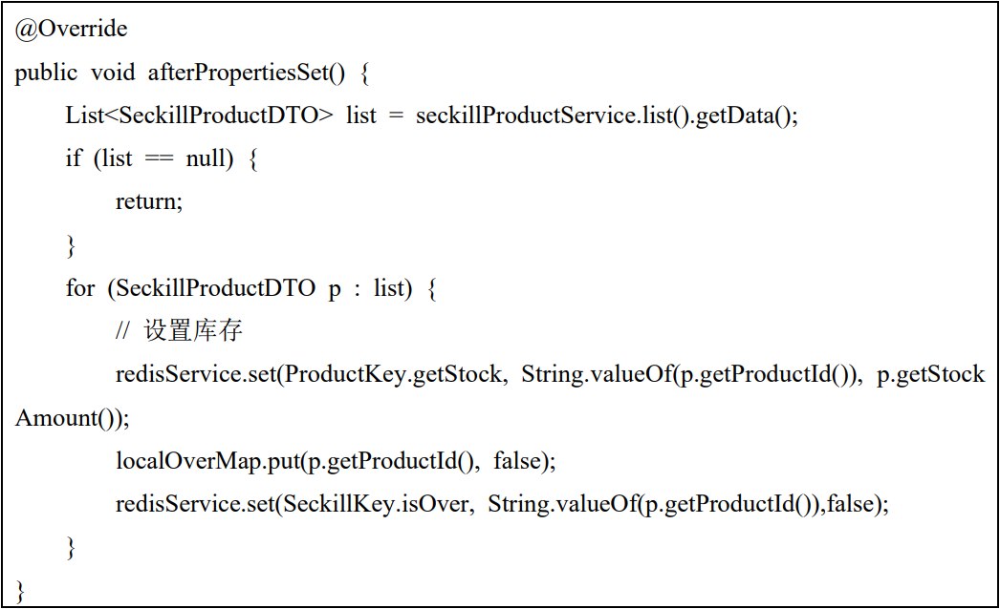 @Override
public void afterPropertiesSet() {
List<SeckillProductDTO> list = seckillProductService.list().getData();
if (list == null) {
return;
}
for (SeckillProductDTO p : list) {
// 设置库存
redisService.set(ProductKey.getStock, String.valueOf(p.getProductId()), p.getStock
Amount());
localOverMap.put(p.getProductId(), false);
redisService.set(SeckillKey.isOver, String.valueOf(p.getProductId()),false);
}
}